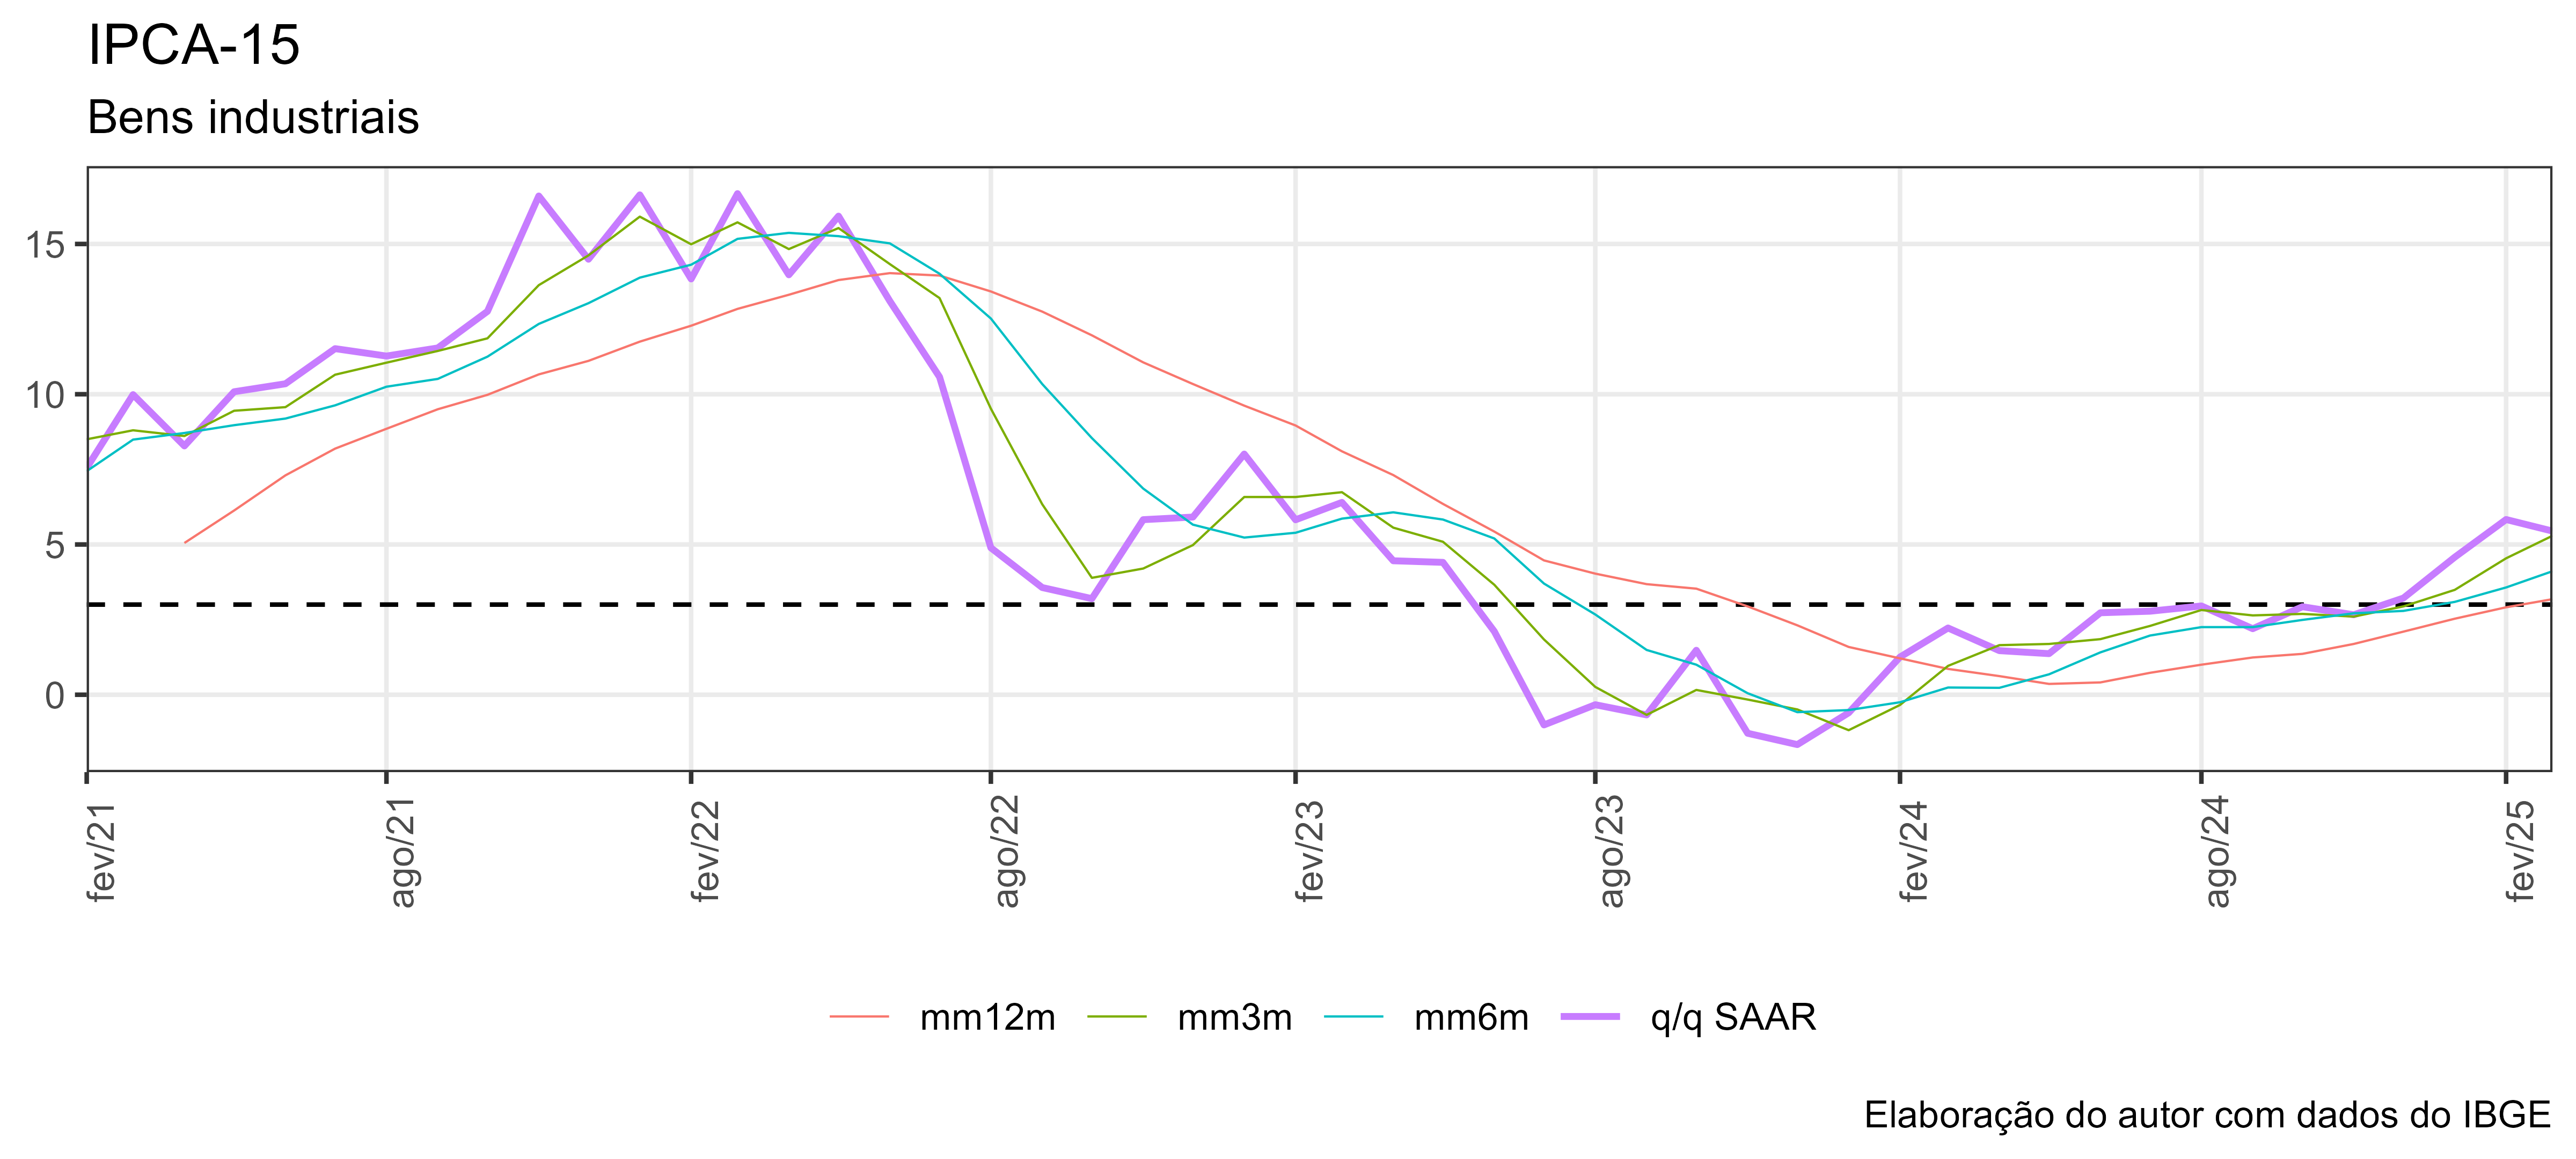 IPCA-15
Bens industriais
15
10
5
0
fev/21
ago/21
fev/22
ago/22
fev/23
ago/23
fev/24
ago/24
fev/25
mm12m mm3m mm6m q/q SAAR
Elaboração do autor com dados do IBGE